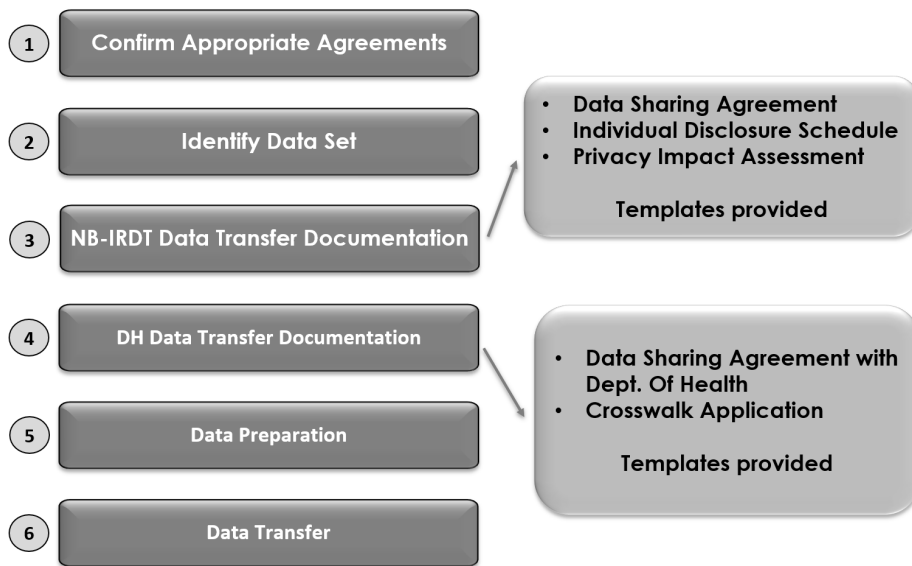 1
Confirm Appropriate Agreements
2
Identify Data Set
3
NB-IRDT Data Transfer Documentation
• Data Sharing Agreement
• Individual Disclosure Schedule
• Privacy Impact Assessment
Templates provided
4
DH Data Transfer Documentation
• Data Sharing Agreement with
Dept. Of Health
• Crosswalk Application
Templates provided
5
Data Preparation
6
Data Transfer